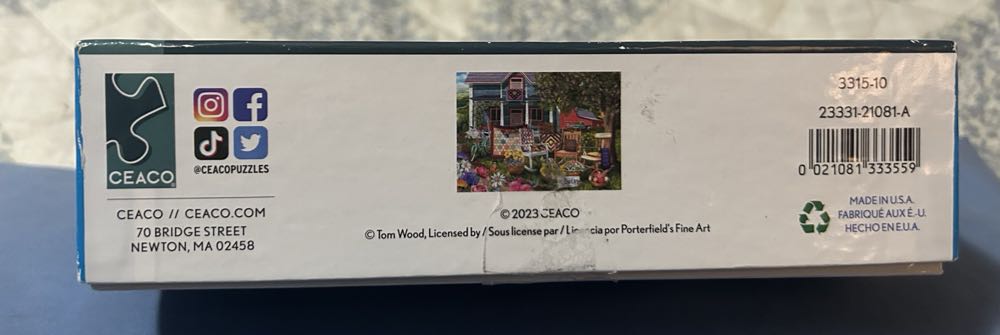 CEACO
@CEACOPUZZLES
CEACO // CEACO.COM
70 BRIDGE STREET
NEWTON, MA 02458
© 2023 CEACO
© Tom Wood, Licensed by / Sous license par / Licencia por Porterfield's Fine Art
3315-10
23331-21081-A
0 021081 333559
MADE IN U.S.A.
FABRIQUÉ AUX É.-U.
HECHO EN E.U.A.